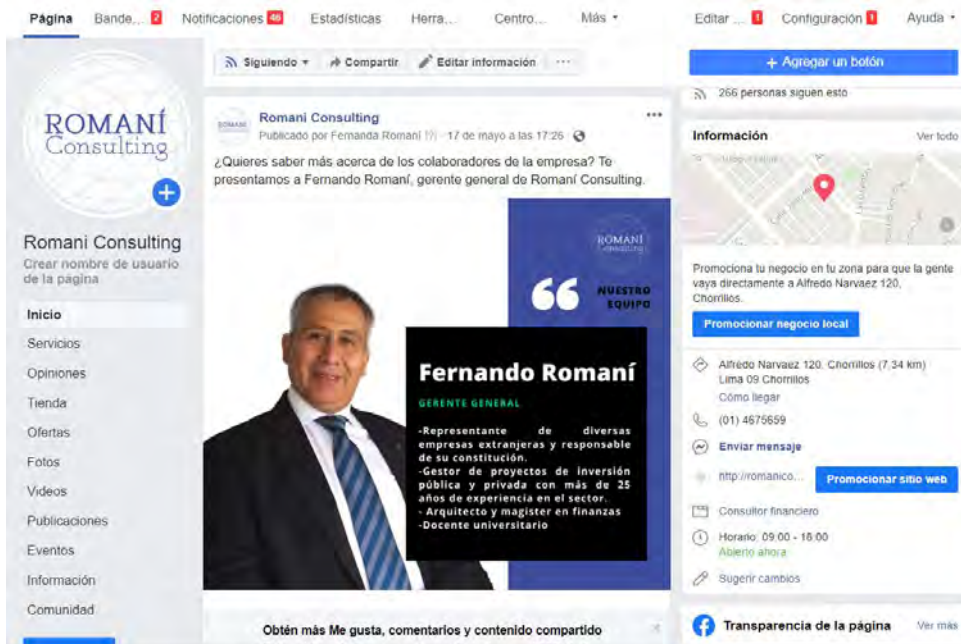 Página Bande... 2 Notificaciones 46 Estadísticas Herra... Centro... Más Editar ... 1 Configuración 1 Ayuda
ROMANÍ
Consulting
Romani Consulting
Crear nombre de usuario
de la página
Inicio
Servicios
Opiniones
Tienda
Ofertas
Fotos
Videos
Publicaciones
Eventos
Información
Comunidad
Siguiendo Compartir Editar información ...
ROMANÍ
Romani Consulting
Publicado por Fernanda Romaní [?] · 17 de mayo a las 17:26 ·
¿Quieres saber más acerca de los colaboradores de la empresa? Te
presentamos a Fernando Romaní, gerente general de Romaní Consulting.
ROMANÍ
Consulting
NUESTRO
EQUIPO
Fernando Romaní
GERENTE GENERAL
-Representante de diversas
empresas extranjeras y responsable
de su constitución.
-Gestor de proyectos de inversión
pública y privada con más de 25
años de experiencia en el sector.
- Arquitecto y magister en finanzas
-Docente universitario
Obtén más Me gusta, comentarios y contenido compartido
+ Agregar un botón
266 personas siguen esto
Información Ver todo
Promociona tu negocio en tu zona para que la gente
vaya directamente a Alfredo Narvaez 120,
Chorrillos.
Promocionar negocio local
Alfredo Narvaez 120. Chorrillos (7,34 km)
Lima 09 Chorrillos
Cómo llegar
(01) 4675659
Enviar mensaje
http://romanico... Promocionar sitio web
Consultor financiero
Horario: 09:00 - 18:00
Abierto ahora
Sugerir cambios
Transparencia de la página Ver más